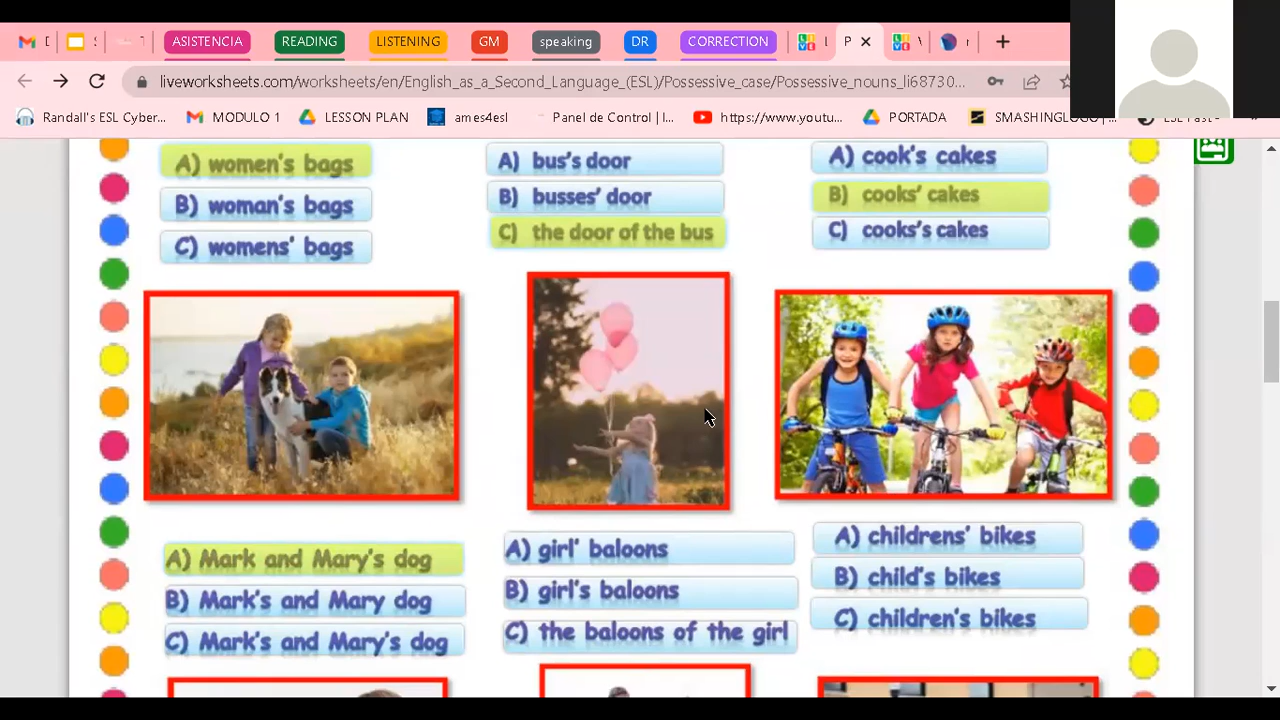 ASISTENCIA READING LISTENING GM speaking DR CORRECTION P
liveworksheets.com/worksheets/en/English_as_a_Second_Language_(ESL)/Possessive_case/Possessive_nouns_li68730...
Randall's ESL Cyber... MODULO 1 LESSON PLAN ames4esl Panel de Control | I... https://www.youtu... PORTADA
A) women's bags
B) woman's bags
C) womens' bags
A) bus's door
B) busses' door
C) the door of the bus
A) cook's cakes
B) cooks' cakes
C) cooks's cakes
A) Mark and Mary's dog
B) Mark's and Mary dog
C) Mark's and Mary's dog
A) girl' baloons
B) girl's baloons
C) the baloons of the girl
A) childrens' bikes
B) child's bikes
C) children's bikes